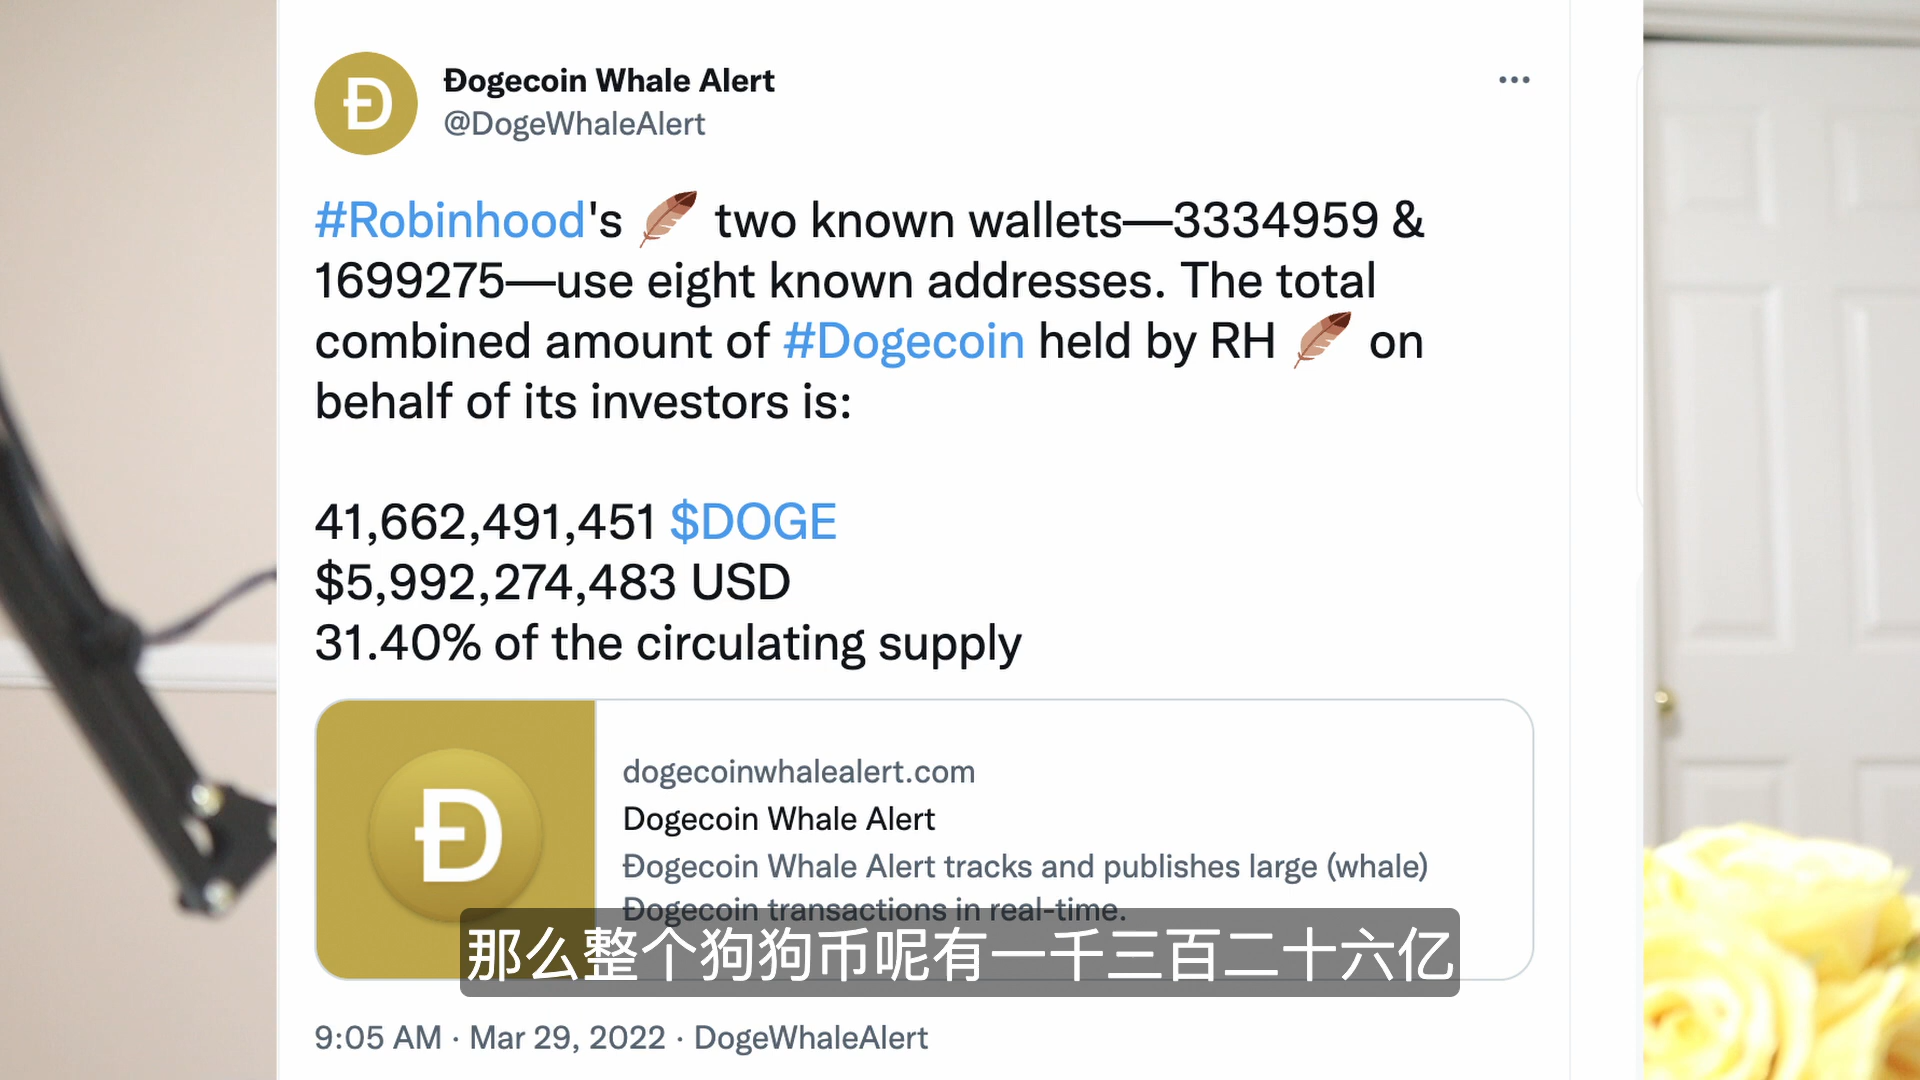 Ðogecoin Whale Alert
@DogeWhaleAlert
#Robinhood's 🪶 two known wallets—3334959 &
1699275—use eight known addresses. The total
combined amount of #Dogecoin held by RH 🪶 on
behalf of its investors is:
41,662,491,451 $DOGE
$5,992,274,483 USD
31.40% of the circulating supply
dogecoinwhalealert.com
Dogecoin Whale Alert
Ðogecoin Whale Alert tracks and publishes large (whale)
Ðogecoin transactions in real-time.
那么整个狗狗币呢有一千三百二十六亿
9:05 AM · Mar 29, 2022 · DogeWhaleAlert